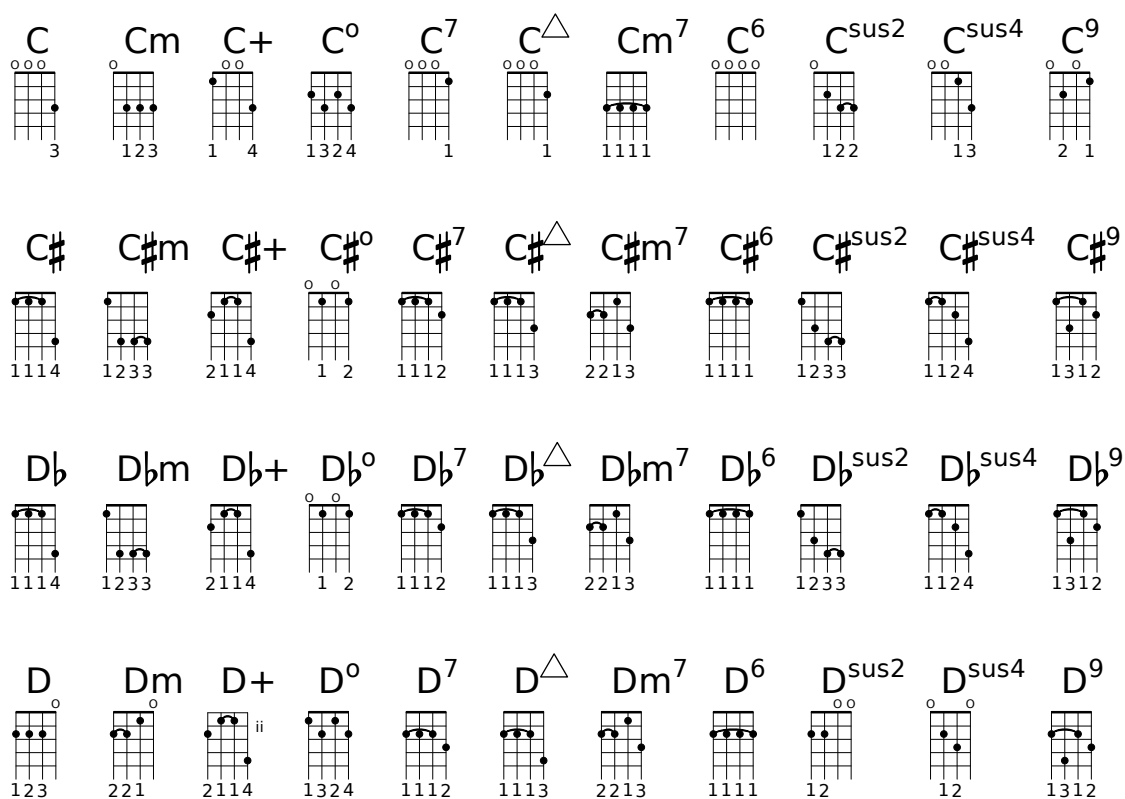 C Cm C+ Cº C⁷ C△ Cm⁷ C⁶ Csus2 Csus4 C⁹
o o o o o o o o o o o o o o o o o o o o o o o
3 123 1 4 1324 1 1 1111 122 13 2 1
C♯ C♯m C♯+ C♯º C♯⁷ C♯△ C♯m⁷ C♯⁶ C♯sus2 C♯sus4 C♯⁹
o o
1114 1233 2114 1 2 1112 1113 2213 1111 1233 1124 1312
D♭ D♭m D♭+ D♭º D♭⁷ D♭△ D♭m⁷ D♭⁶ D♭sus2 D♭sus4 D♭⁹
o o
1114 1233 2114 1 2 1112 1113 2213 1111 1233 1124 1312
D Dm D+ Dº D⁷ D△ Dm⁷ D⁶ Dsus2 Dsus4 D⁹
o o o o o o
ii
123 221 2114 1324 1112 1113 2213 1111 12 12 1312